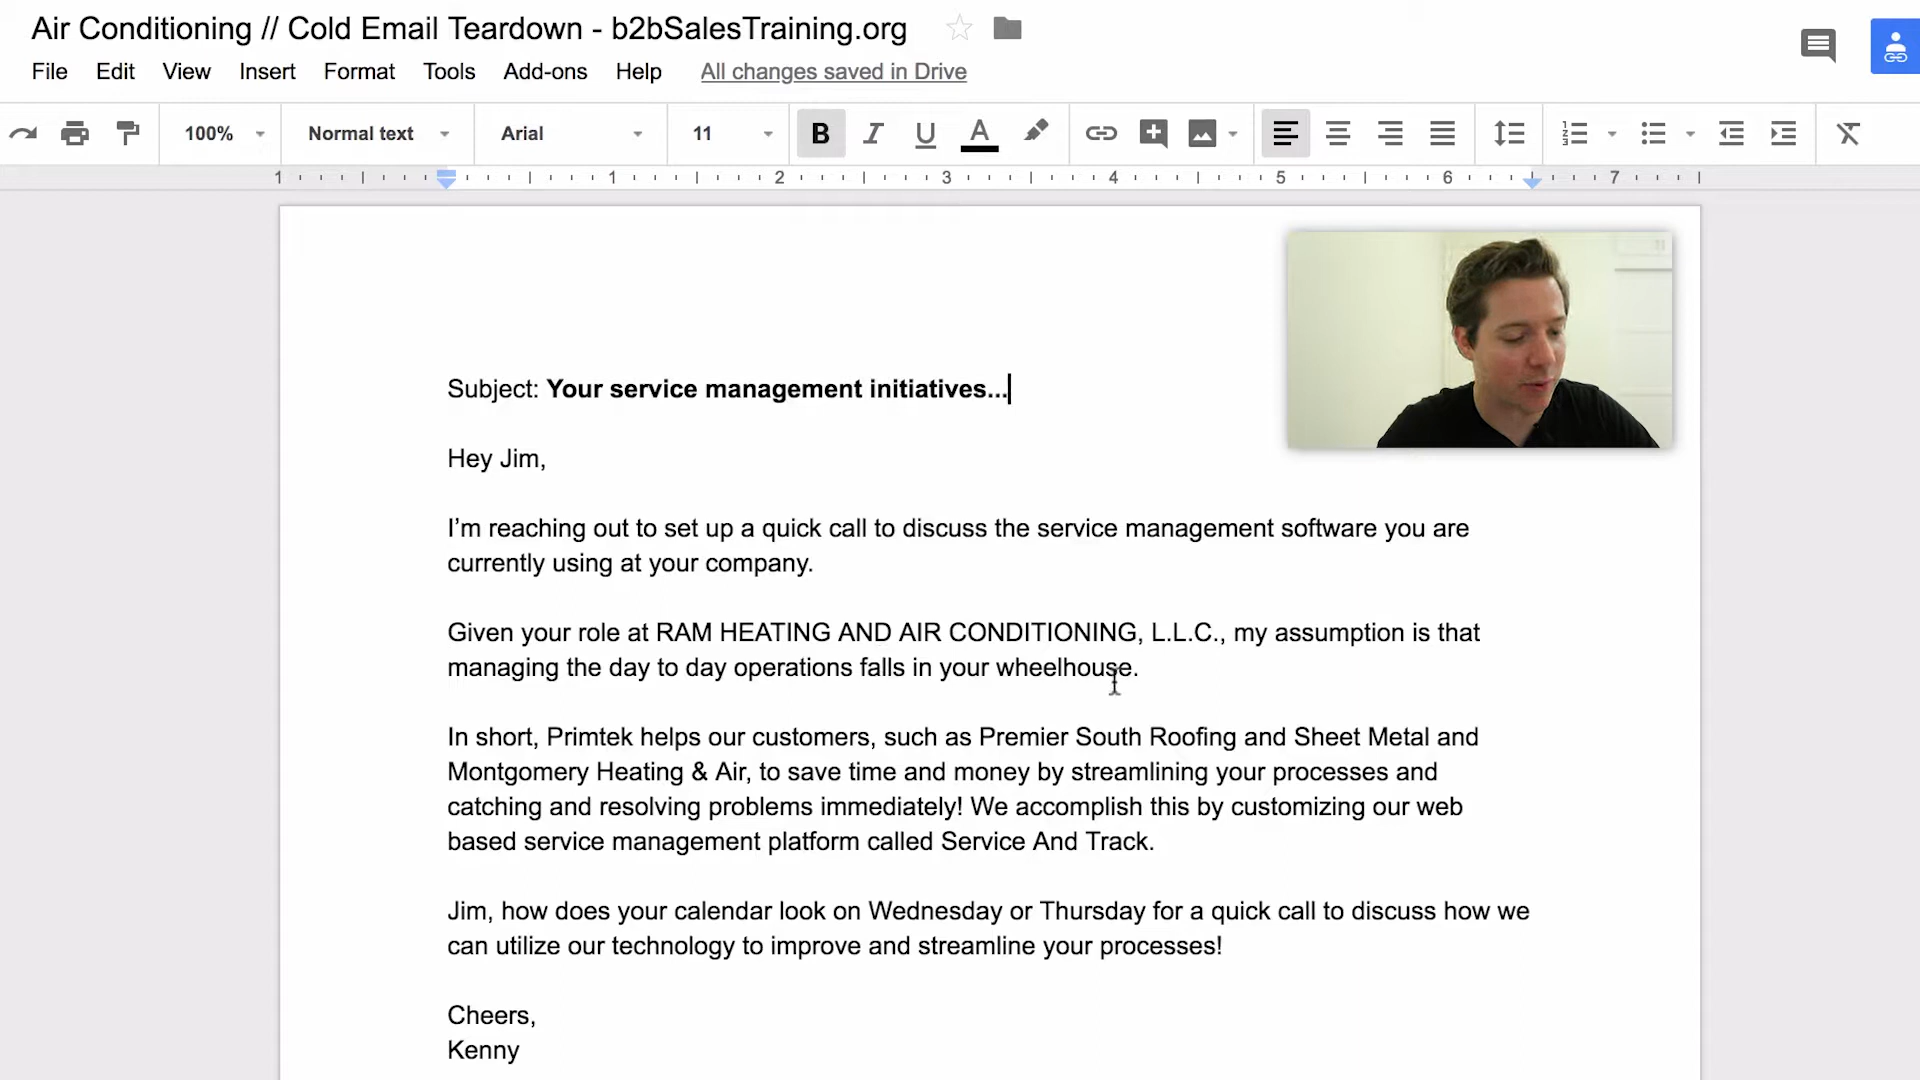 Air Conditioning // Cold Email Teardown - b2bSalesTraining.org
File Edit View Insert Format Tools Add-ons Help All changes saved in Drive
100% Normal text Arial 11 B I U A
1 1 2 3 4 5 6 7
Subject: Your service management initiatives...
Hey Jim,
I’m reaching out to set up a quick call to discuss the service management software you are
currently using at your company.
Given your role at RAM HEATING AND AIR CONDITIONING, L.L.C., my assumption is that
managing the day to day operations falls in your wheelhouse.
In short, Primtek helps our customers, such as Premier South Roofing and Sheet Metal and
Montgomery Heating & Air, to save time and money by streamlining your processes and
catching and resolving problems immediately! We accomplish this by customizing our web
based service management platform called Service And Track.
Jim, how does your calendar look on Wednesday or Thursday for a quick call to discuss how we
can utilize our technology to improve and streamline your processes!
Cheers,
Kenny